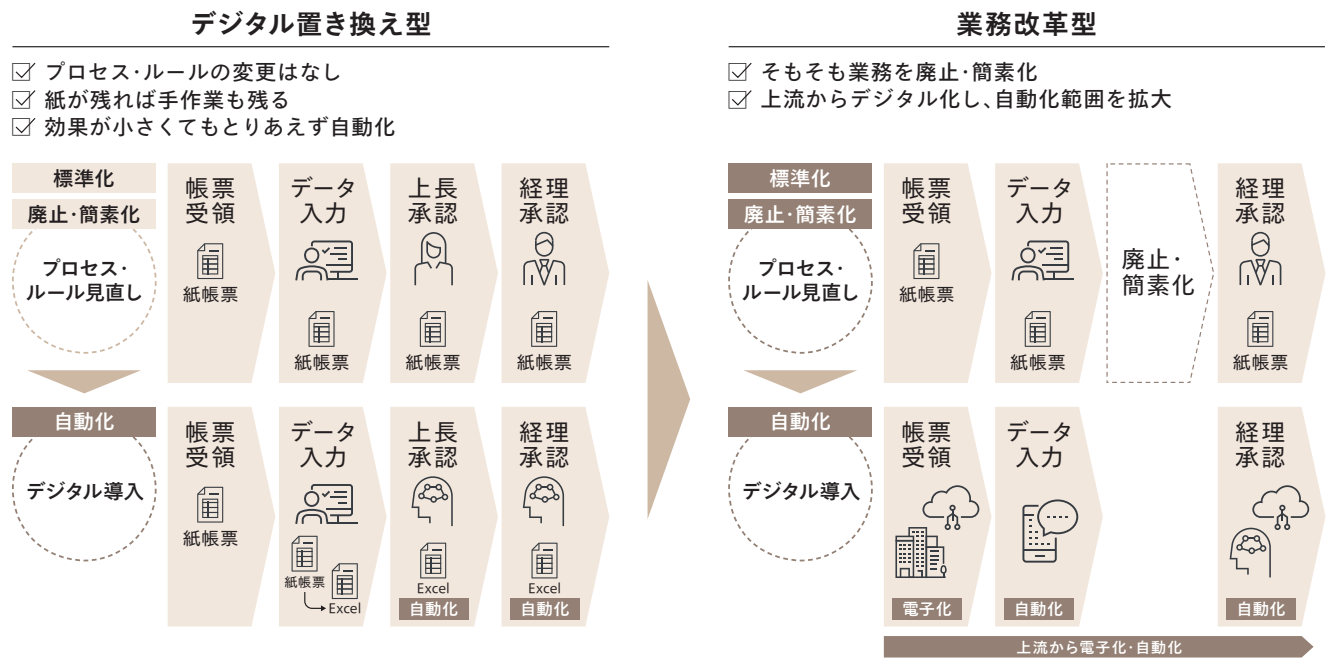 デジタル置き換え型
プロセス・ルールの変更はなし
紙が残れば手作業も残る
効果が小さくてもとりあえず自動化
標準化
廃止・簡素化
プロセス・
ルール見直し
帳票
受領
紙帳票
データ
入力
紙帳票
上長
承認
紙帳票
経理
承認
紙帳票
自動化
デジタル導入
帳票
受領
紙帳票
データ
入力
紙帳票
Excel
上長
承認
Excel
自動化
経理
承認
Excel
自動化
業務改革型
そもそも業務を廃止・簡素化
上流からデジタル化し、自動化範囲を拡大
標準化
廃止・簡素化
プロセス・
ルール見直し
帳票
受領
紙帳票
データ
入力
紙帳票
廃止・
簡素化
経理
承認
紙帳票
自動化
デジタル導入
帳票
受領
電子化
データ
入力
自動化
経理
承認
自動化
上流から電子化・自動化